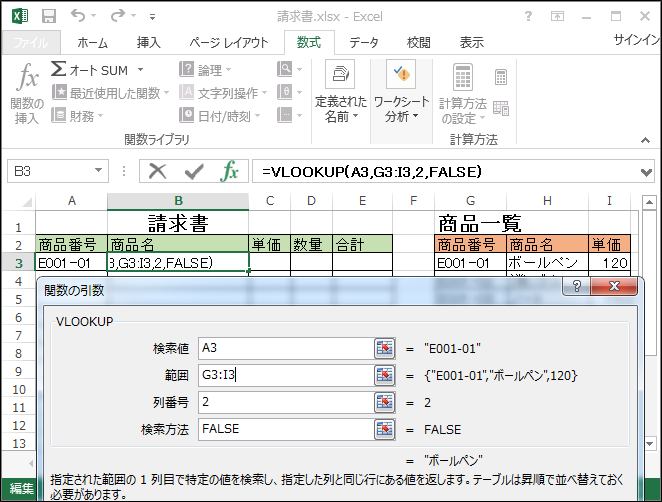 請求書.xlsx - Excel
ファイル ホーム 挿入 ページ レイアウト 数式 データ 校閲 表示 サインイン
fx 関数の挿入
Σ オート SUM
最近使用した関数
財務
論理
文字列操作
日付/時刻
関数ライブラリ
定義された名前
ワークシート分析
計算方法の設定
計算方法
B3 fx =VLOOKUP(A3,G3:I3,2,FALSE)
A B C D E F G H I
1 請求書 商品一覧
2 商品番号 商品名 単価 数量 合計 商品番号 商品名 単価
3 E001-01 3,G3:I3,2,FALSE) E001-01 ボールペン 120
4
5
6
7
8
9
10
11
12
13
関数の引数 ?
VLOOKUP
検索値 A3 = "E001-01"
範囲 G3:I3 = {"E001-01","ボールペン",120}
列番号 2 = 2
検索方法 FALSE = FALSE
= "ボールペン"
指定された範囲の 1 列目で特定の値を検索し、指定した列と同じ行にある値を返します。テーブルは昇順で並べ替えておく
必要があります。
編集